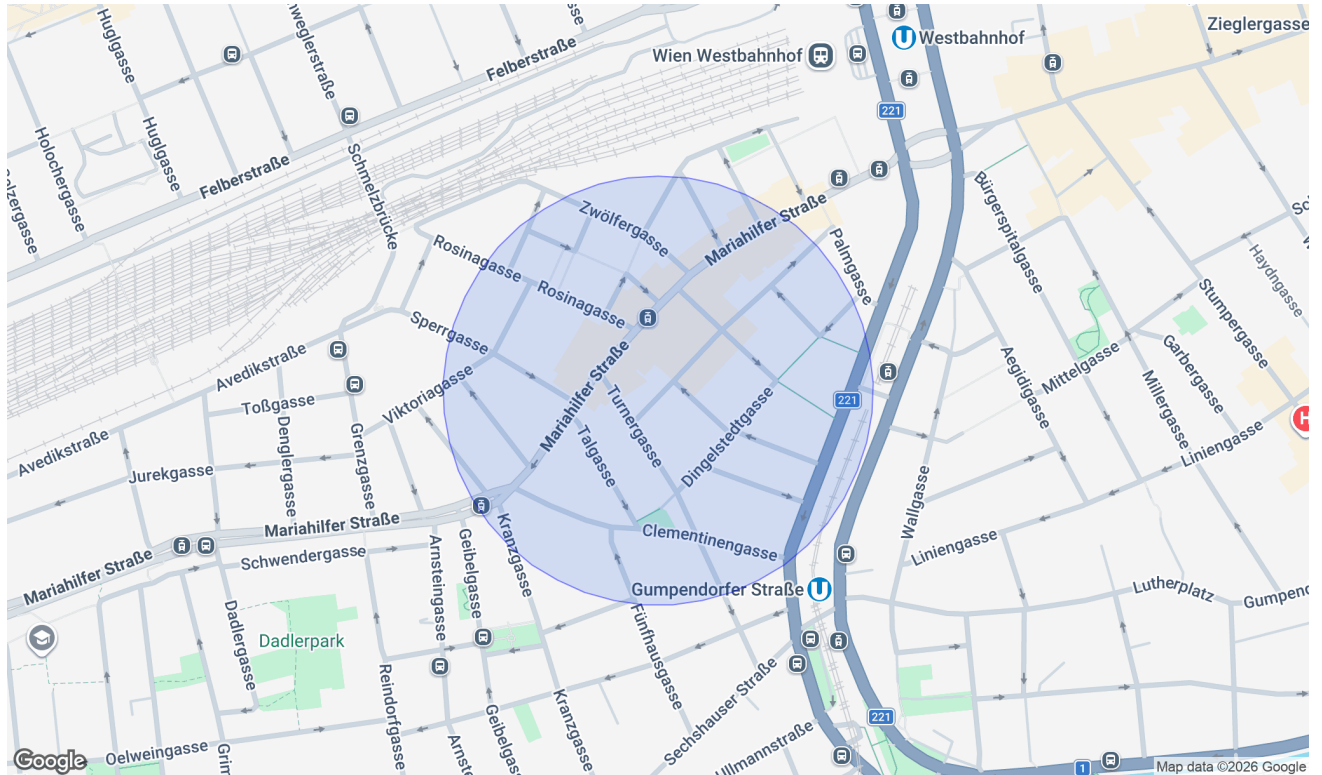 Huglgasse
Zieglergasse
Westbahnhof
Wien Westbahnhof
Felberstraße
221
Holochergasse
Huglgasse
Schmelzbrücke
Felberstraße
Bürgerspitalgasse
Zwölfergasse
Mariahilfer Straße
Palmgasse
Haydngasse
Rosinagasse
Rosinagasse
Stumpergasse
Sperrgasse
Avedikstraße
Mariahilfer Straße
Aegidigasse
Mittelgasse
Garbergasse
Viktoriagasse
Toßgasse
Turnergasse
221
Millergasse
H
Denglergasse
Grenzgasse
Talgasse
Dingelstedtgasse
Liniengasse
Avedikstraße
Jurekgasse
Wallgasse
Mariahilfer Straße
Kranzgasse
Clementinengasse
Liniengasse
Mariahilfer Straße
Schwendergasse
Arnsteingasse
Geibelgasse
Gumpendorfer Straße
Lutherplatz
Dadlergasse
Dadlerpark
Fünfhausgasse
Reindorfgasse
Kranzgasse
Sechshauser Straße
221
Geibelgasse
Oelweingasse
Ullmannstraße
1
Google
Map data ©2026 Google